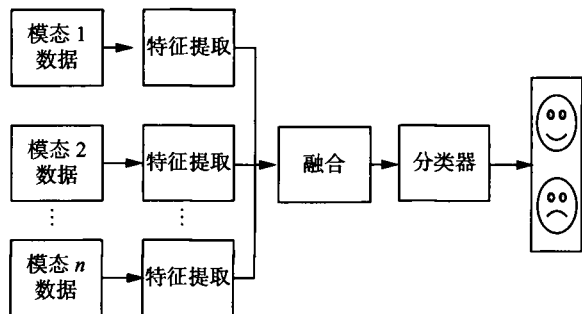 模态 1
数据
特征提取
模态 2
数据
特征提取
融合
分类器
模态 n
数据
特征提取